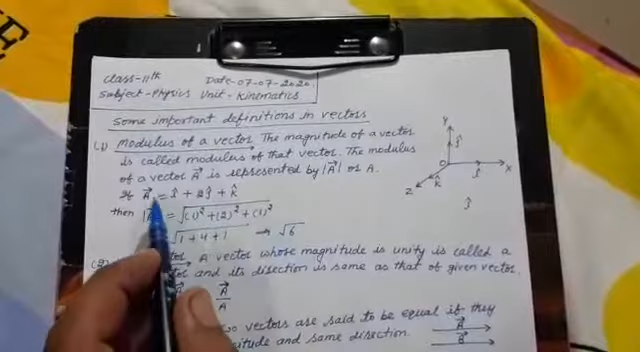 Class-11th Date-07-07-2020
Subject-Physics Unit-Kinematics
Some important definitions in vectors
(1) Modulus of a vector The magnitude of a vector
is called modulus of that vector. The modulus
of a vector A⃗ is represented by |A⃗| or A.
If A⃗ = î + 2ĵ + k̂
then |A⃗| = √(1)² + (2)² + (1)²
√1 + 4 + 1 → √6
(2) A vector whose magnitude is unity is called a
and its direction is same as that of given vector.
A⃗
A
vectors are said to be equal if they
and same direction.
A⃗
B⃗
Y
ĵ
O
î
X
k̂
Z
ĵ